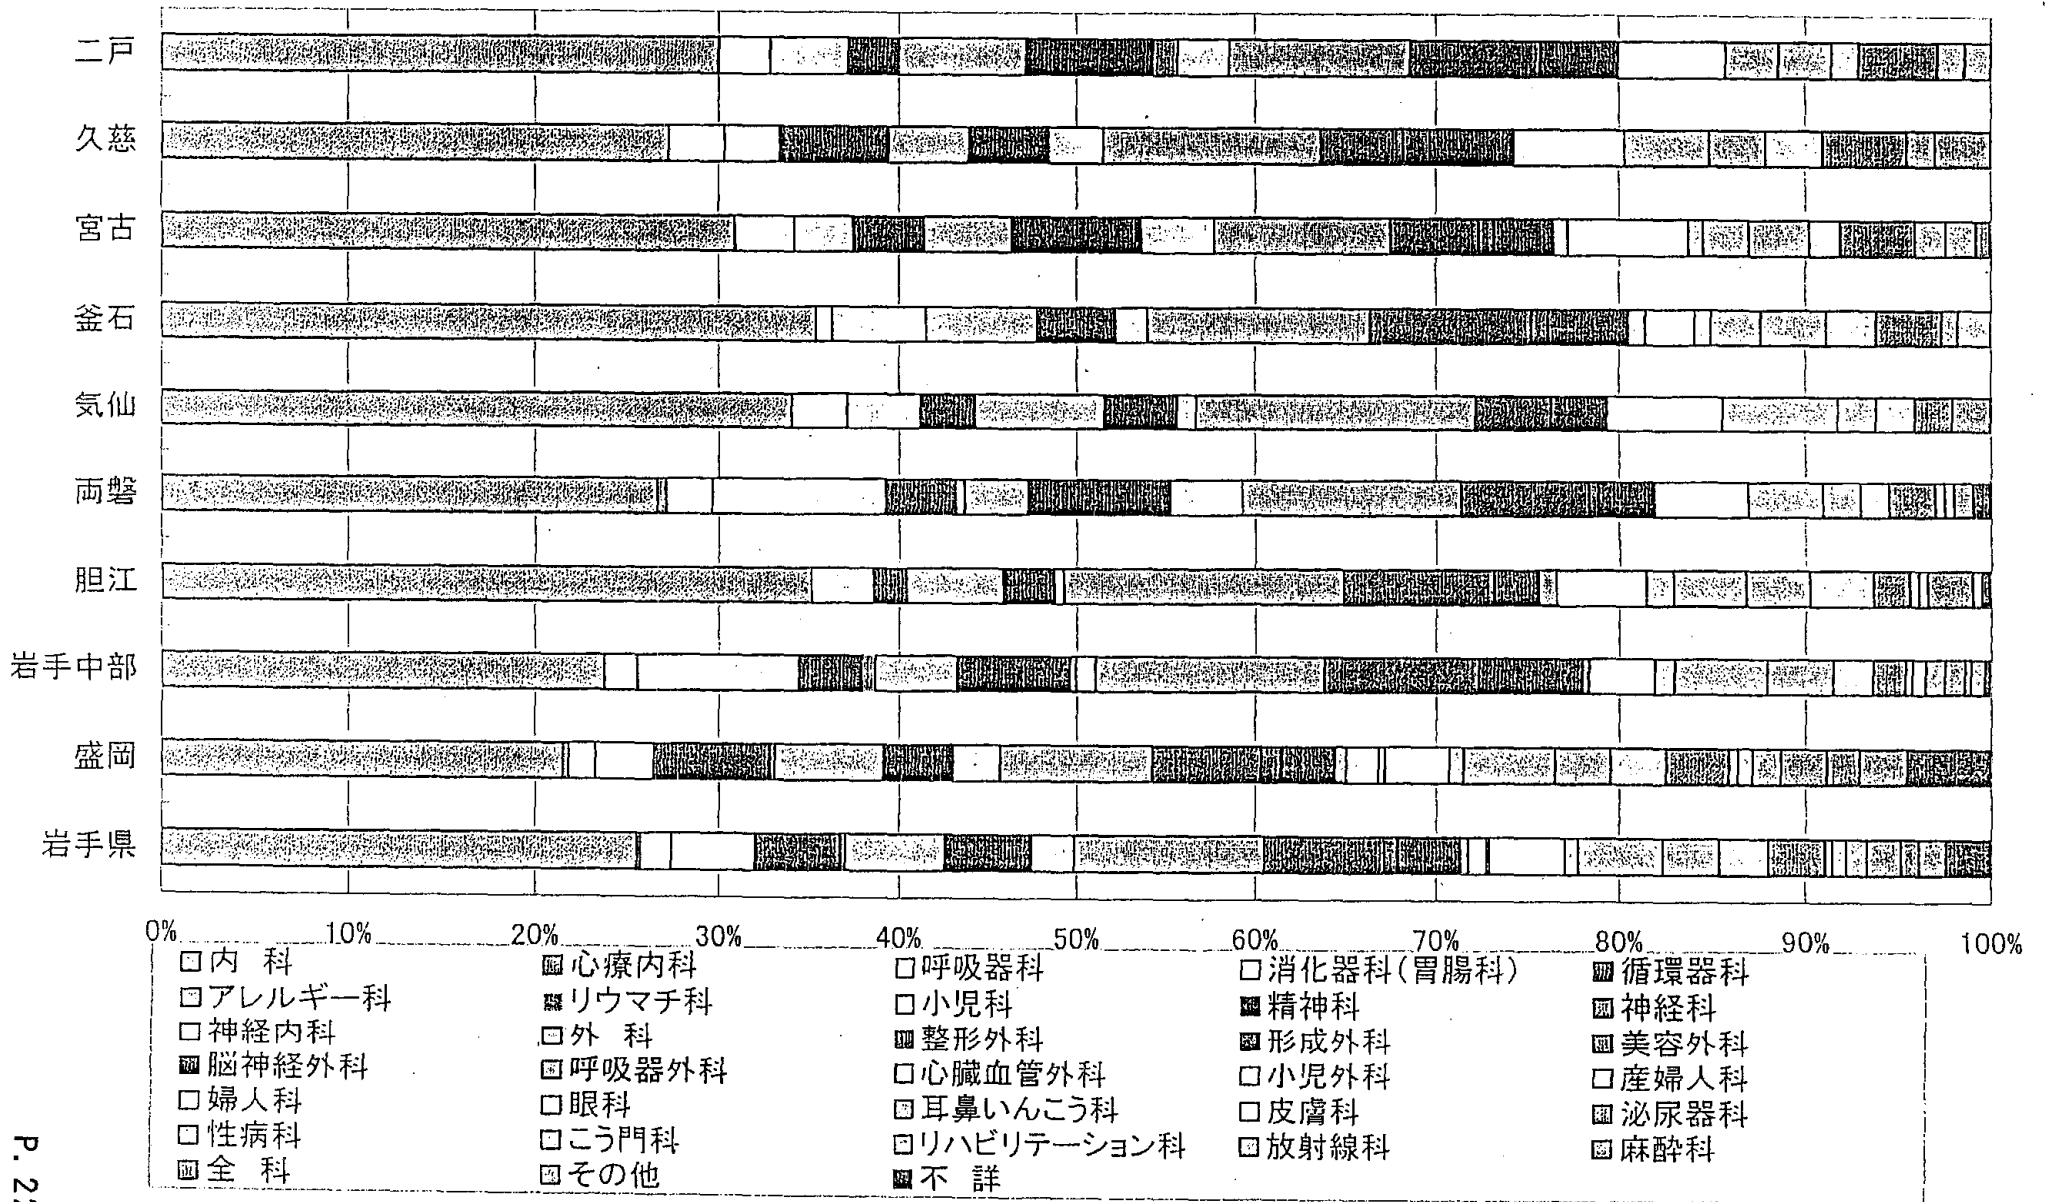 二戸
久慈
宮古
釜石
気仙
両磐
胆江
岩手中部
盛岡
岩手県
0% 10% 20% 30% 40% 50% 60% 70% 80% 90% 100%
内 科 心療内科 呼吸器科 消化器科(胃腸科) 循環器科
アレルギー科 リウマチ科 小児科 精神科 神経科
神経内科 外 科 整形外科 形成外科 美容外科
脳神経外科 呼吸器外科 心臓血管外科 小児外科 産婦人科
婦人科 眼科 耳鼻いんこう科 皮膚科 泌尿器科
性病科 こう門科 リハビリテーション科 放射線科 麻酔科
全 科 その他 不 詳